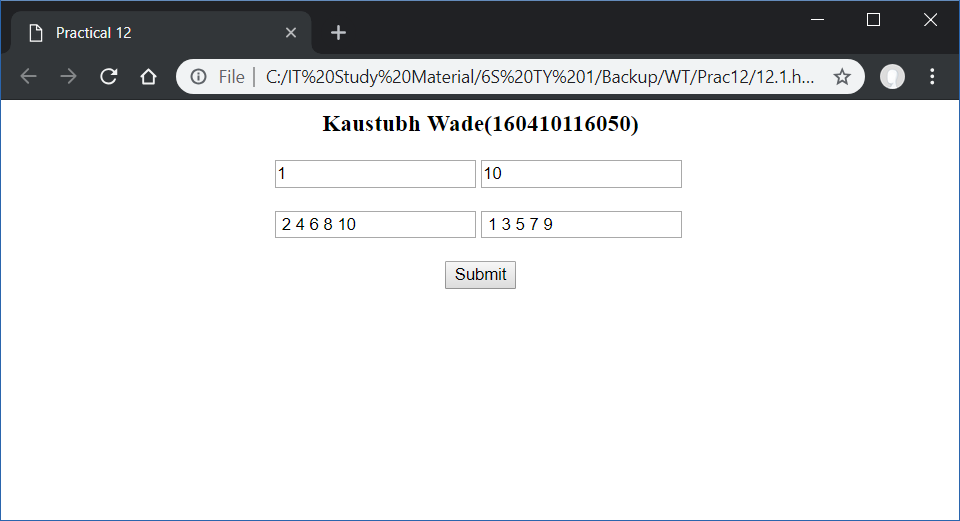 Practical 12
File | C:/IT%20Study%20Material/6S%20TY%201/Backup/WT/Prac12/12.1.h...
Kaustubh Wade(160410116050)
1 10
2 4 6 8 10 1 3 5 7 9
Submit